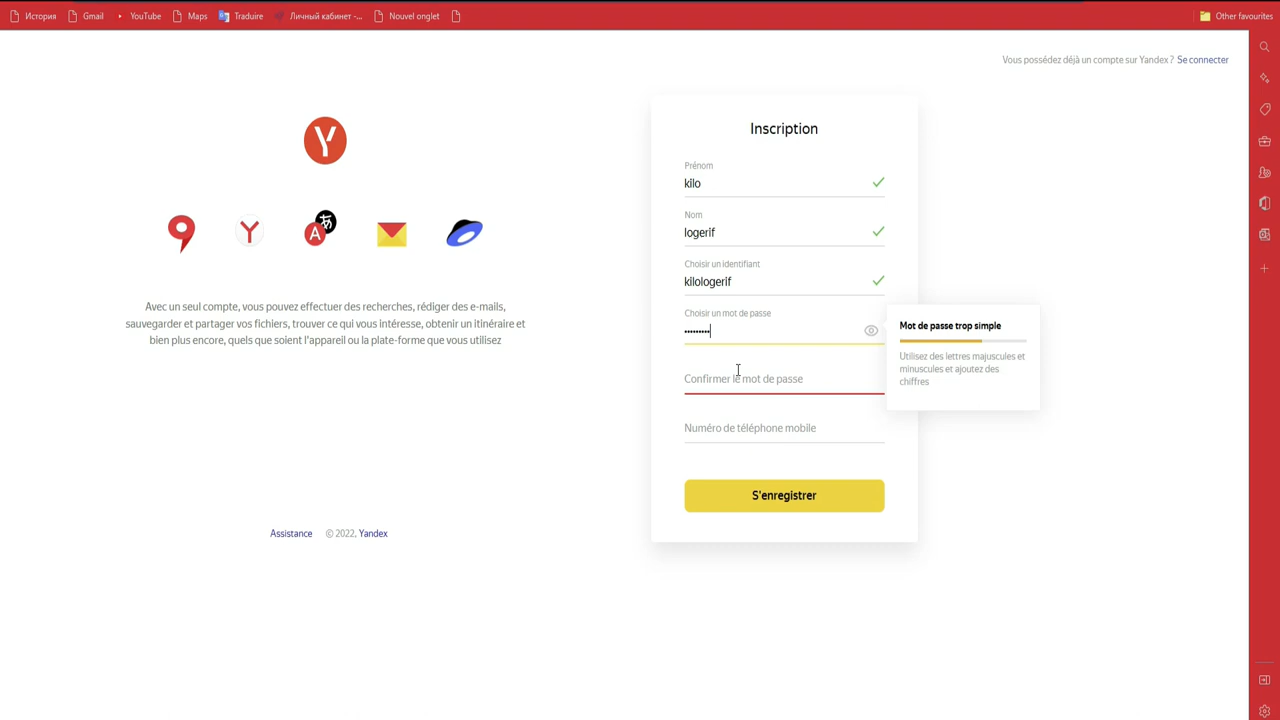 История
Gmail
YouTube
Maps
Traduire
Личный кабинет -...
Nouvel onglet
Other favourites
Vous possédez déjà un compte sur Yandex ? Se connecter
Inscription
Prénom
kilo
Nom
logerif
Choisir un identifiant
kilologerif
Choisir un mot de passe
•••••••••
Mot de passe trop simple
Utilisez des lettres majuscules et
minuscules et ajoutez des
chiffres
Confirmer le mot de passe
Numéro de téléphone mobile
S'enregistrer
Avec un seul compte, vous pouvez effectuer des recherches, rédiger des e-mails,
sauvegarder et partager vos fichiers, trouver ce qui vous intéresse, obtenir un itinéraire et
bien plus encore, quels que soient l'appareil ou la plate-forme que vous utilisez
Assistance © 2022, Yandex